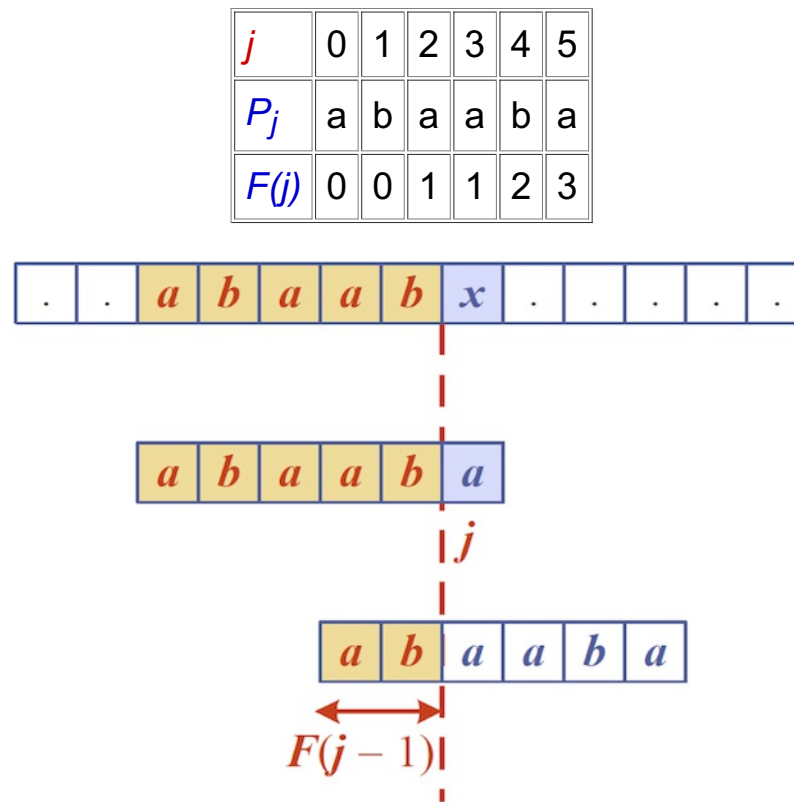 j 0 1 2 3 4 5
Pj a b a a b a
F(j) 0 0 1 1 2 3
. . a b a a b x . . . . .
a b a a b a
j
a b a a b a
F(j − 1)